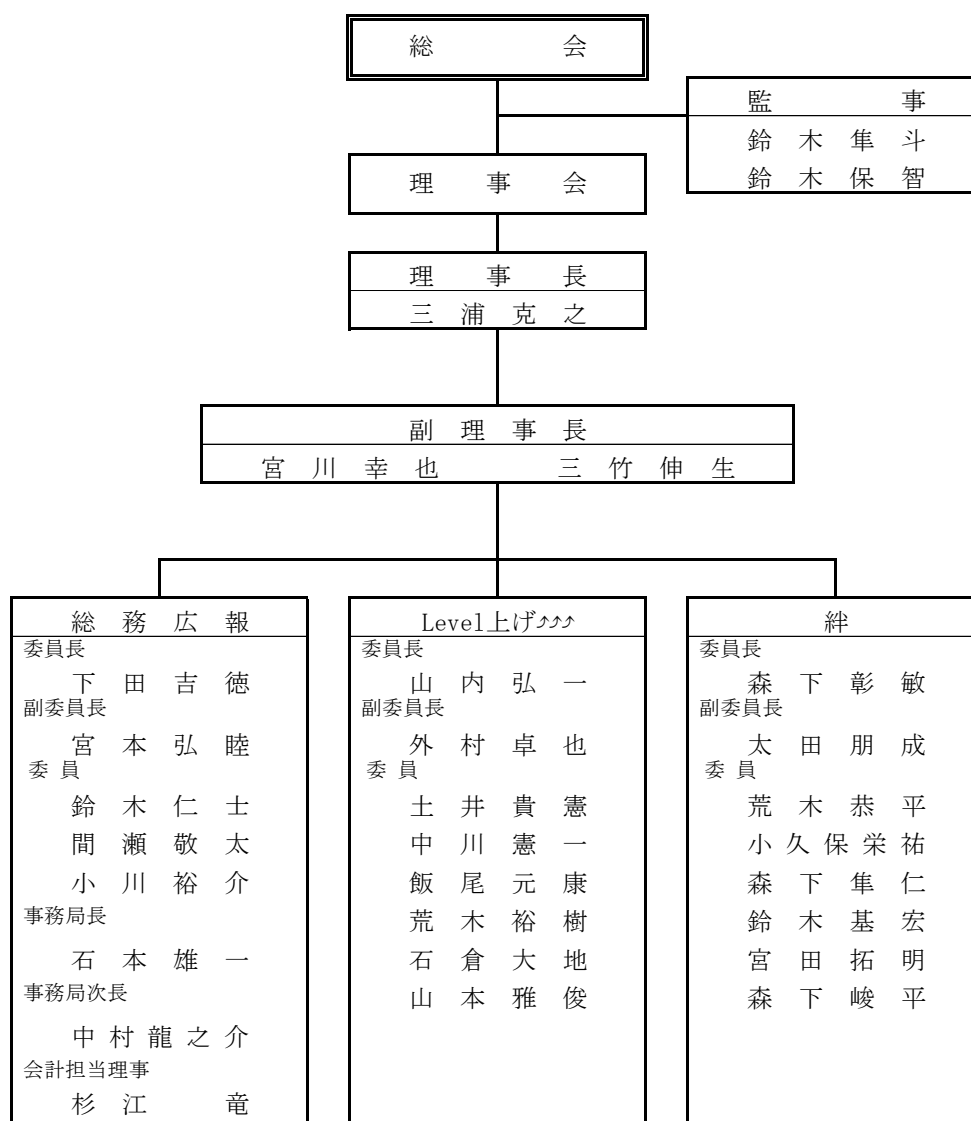 総会
監事
鈴木隼斗
鈴木保智
理事会
理事長
三浦克之
副理事長
宮川幸也 三竹伸生
総務広報
委員長
下田吉徳
副委員長
宮本弘睦
委員
鈴木仁士
間瀬敬太
小川裕介
事務局長
石本雄一
事務局次長
中村龍之介
会計担当理事
杉江竜
Level上げ⤴⤴⤴
委員長
山内弘一
副委員長
外村卓也
委員
土井貴憲
中川憲一
飯尾元康
荒木裕樹
石倉大地
山本雅俊
絆
委員長
森下彰敏
副委員長
太田朋成
委員
荒木恭平
小久保栄祐
森下隼仁
鈴木基宏
宮田拓明
森下峻平